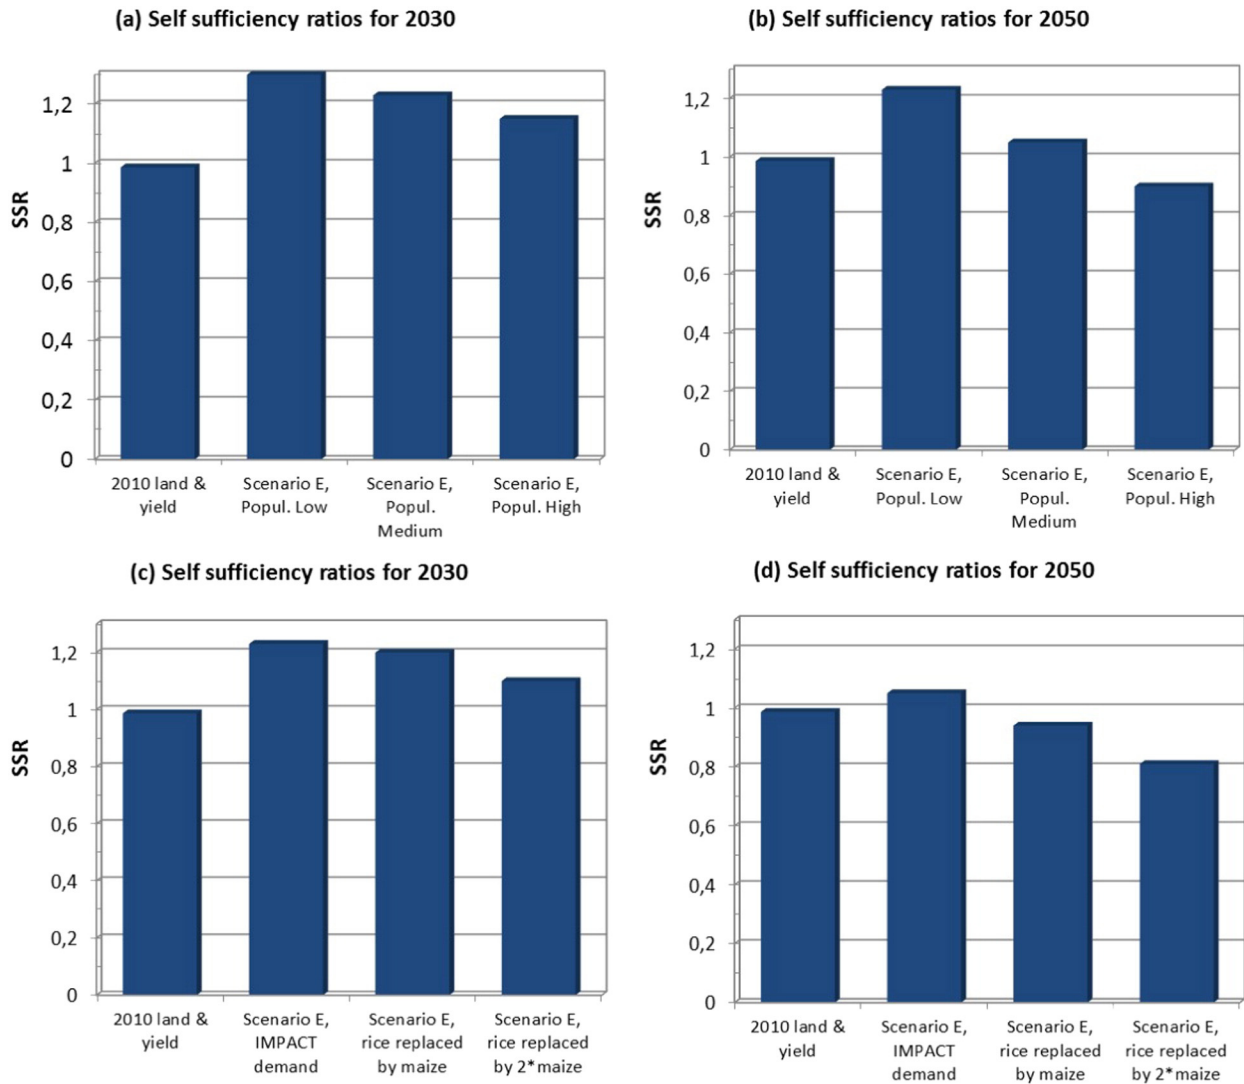 (a) Self sufficiency ratios for 2030
SSR
1,2
1
0,8
0,6
0,4
0,2
0
2010 land &
yield
Scenario E,
Popul. Low
Scenario E,
Popul.
Medium
Scenario E,
Popul. High
(b) Self sufficiency ratios for 2050
SSR
1,2
1
0,8
0,6
0,4
0,2
0
2010 land &
yield
Scenario E,
Popul. Low
Scenario E,
Popul.
Medium
Scenario E,
Popul. High
(c) Self sufficiency ratios for 2030
SSR
1,2
1
0,8
0,6
0,4
0,2
0
2010 land &
yield
Scenario E,
IMPACT
demand
Scenario E,
rice replaced
by maize
Scenario E,
rice replaced
by 2*maize
(d) Self sufficiency ratios for 2050
SSR
1,2
1
0,8
0,6
0,4
0,2
0
2010 land &
yield
Scenario E,
IMPACT
demand
Scenario E,
rice replaced
by maize
Scenario E,
rice replaced
by 2*maize